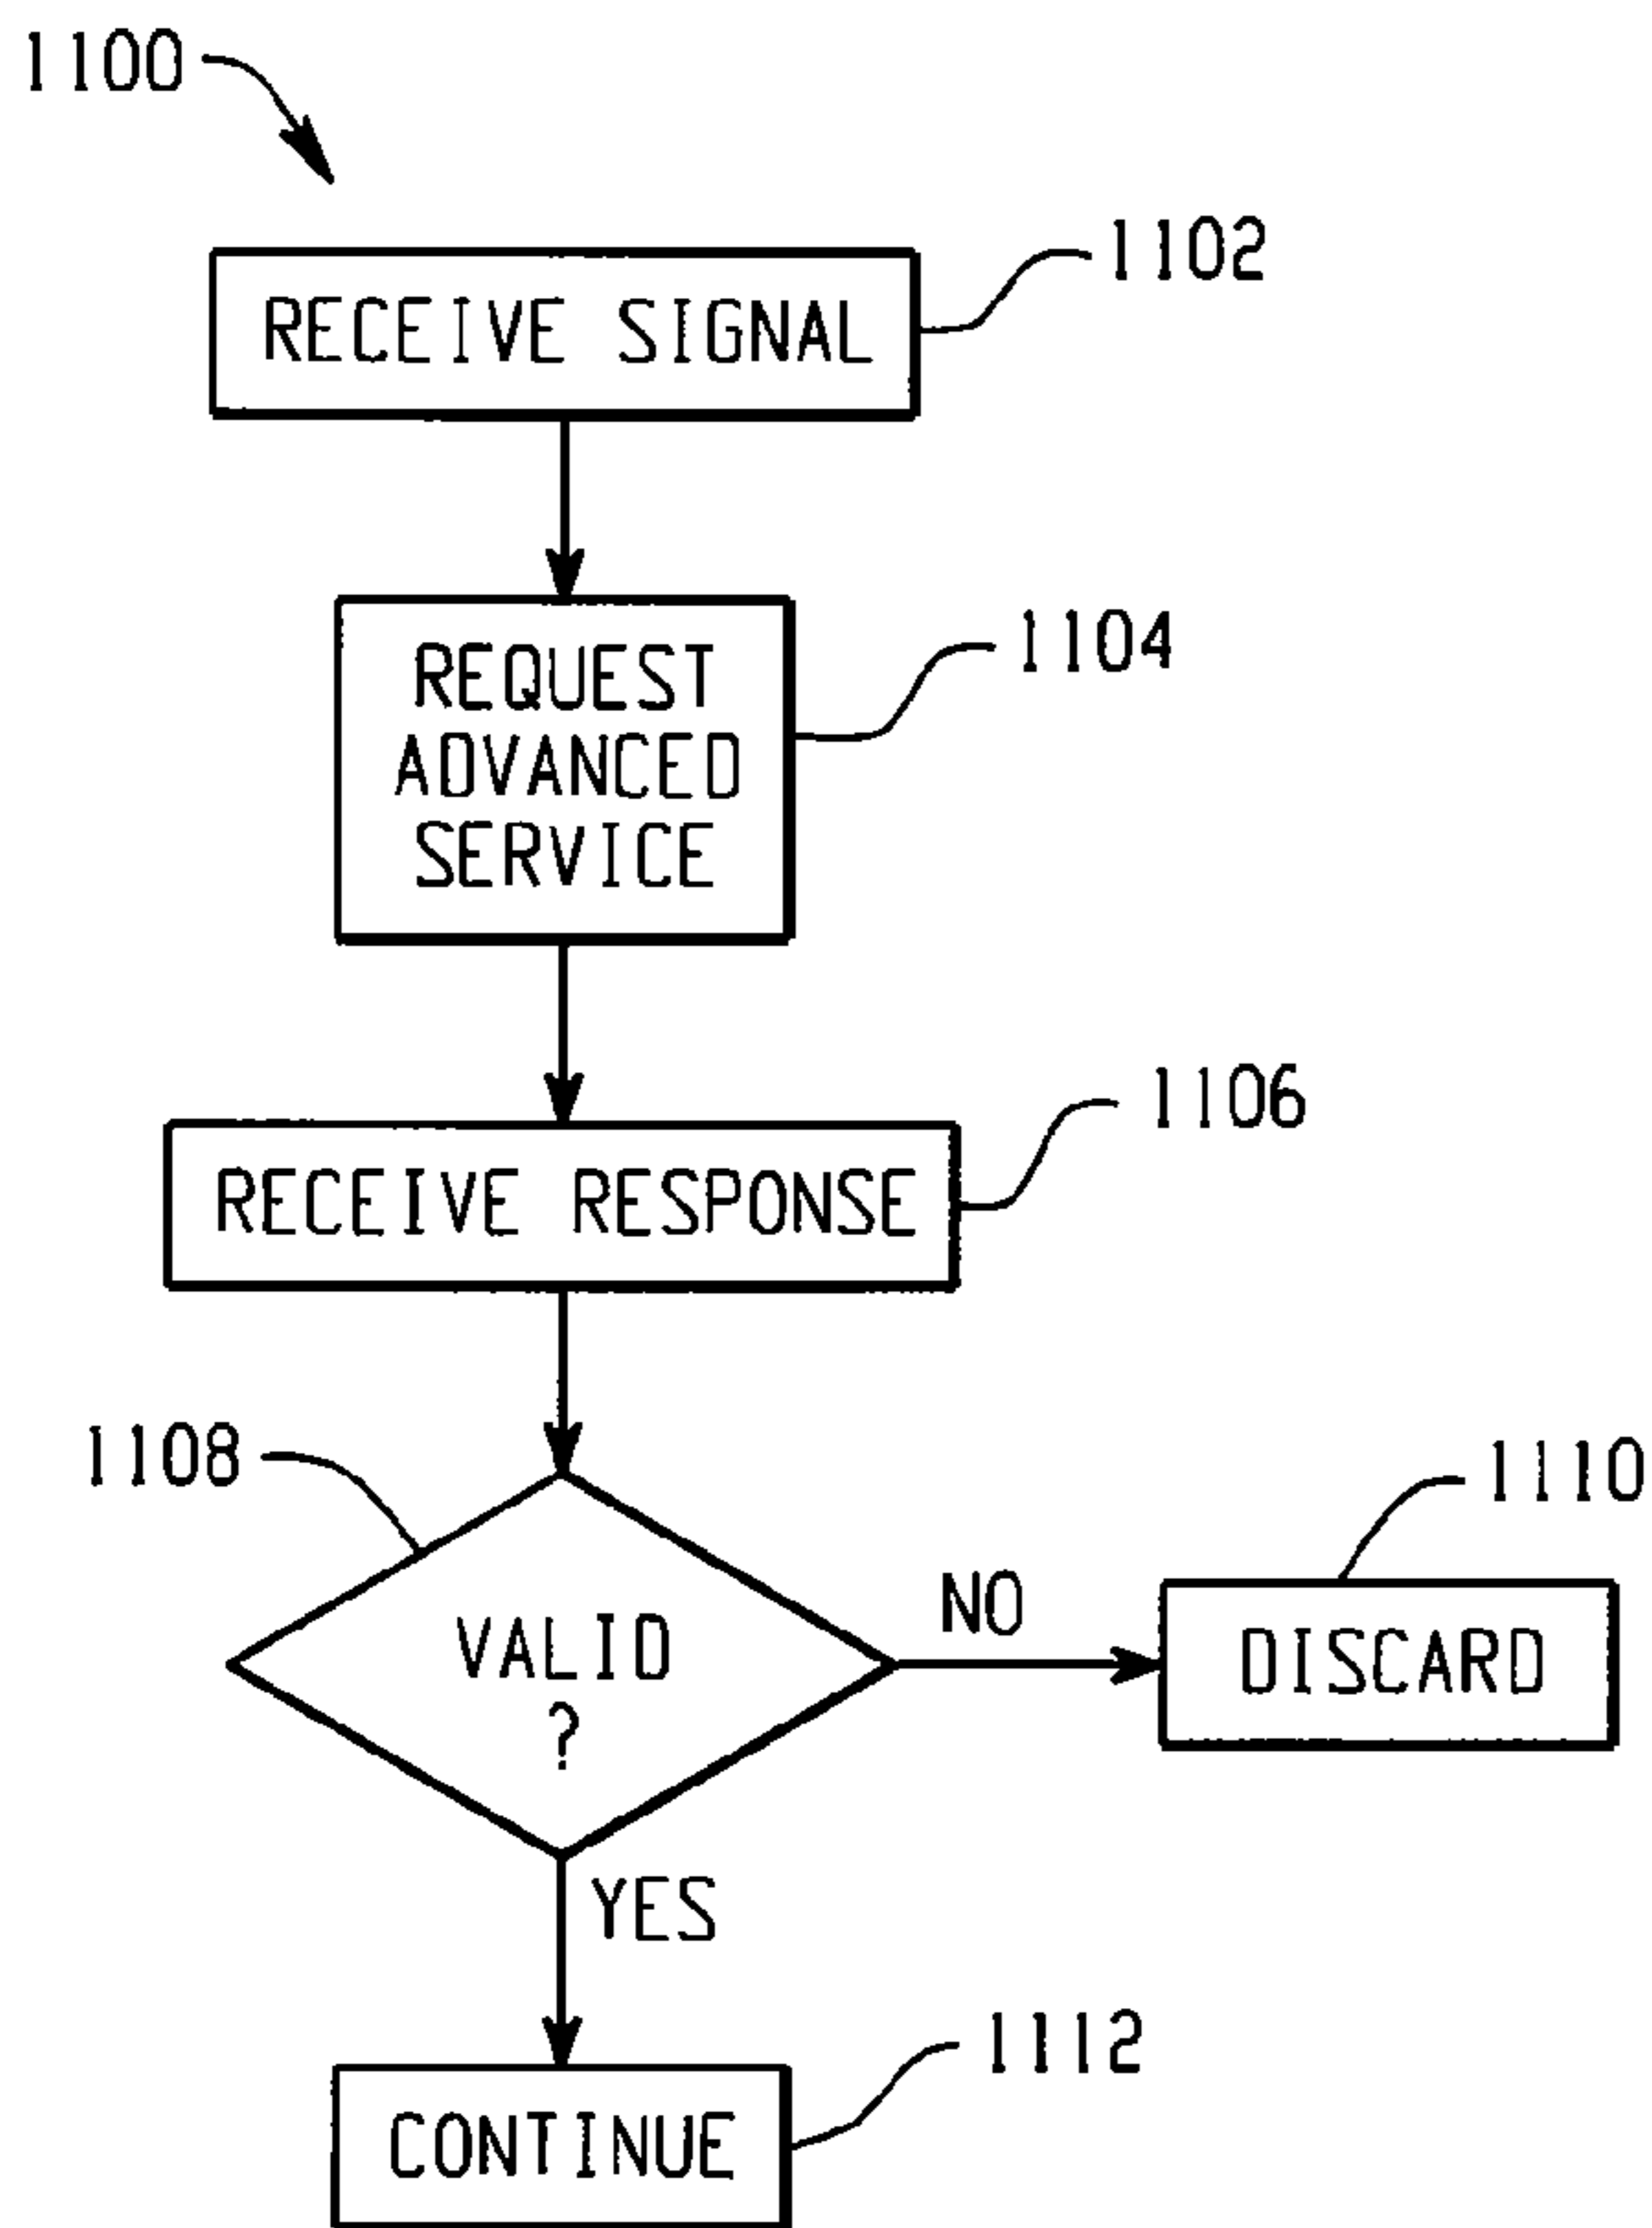 1100
1102
RECEIVE SIGNAL
1104
REQUEST
ADVANCED
SERVICE
1106
RECEIVE RESPONSE
1108
1110
VALID
?
NO
DISCARD
YES
1112
CONTINUE